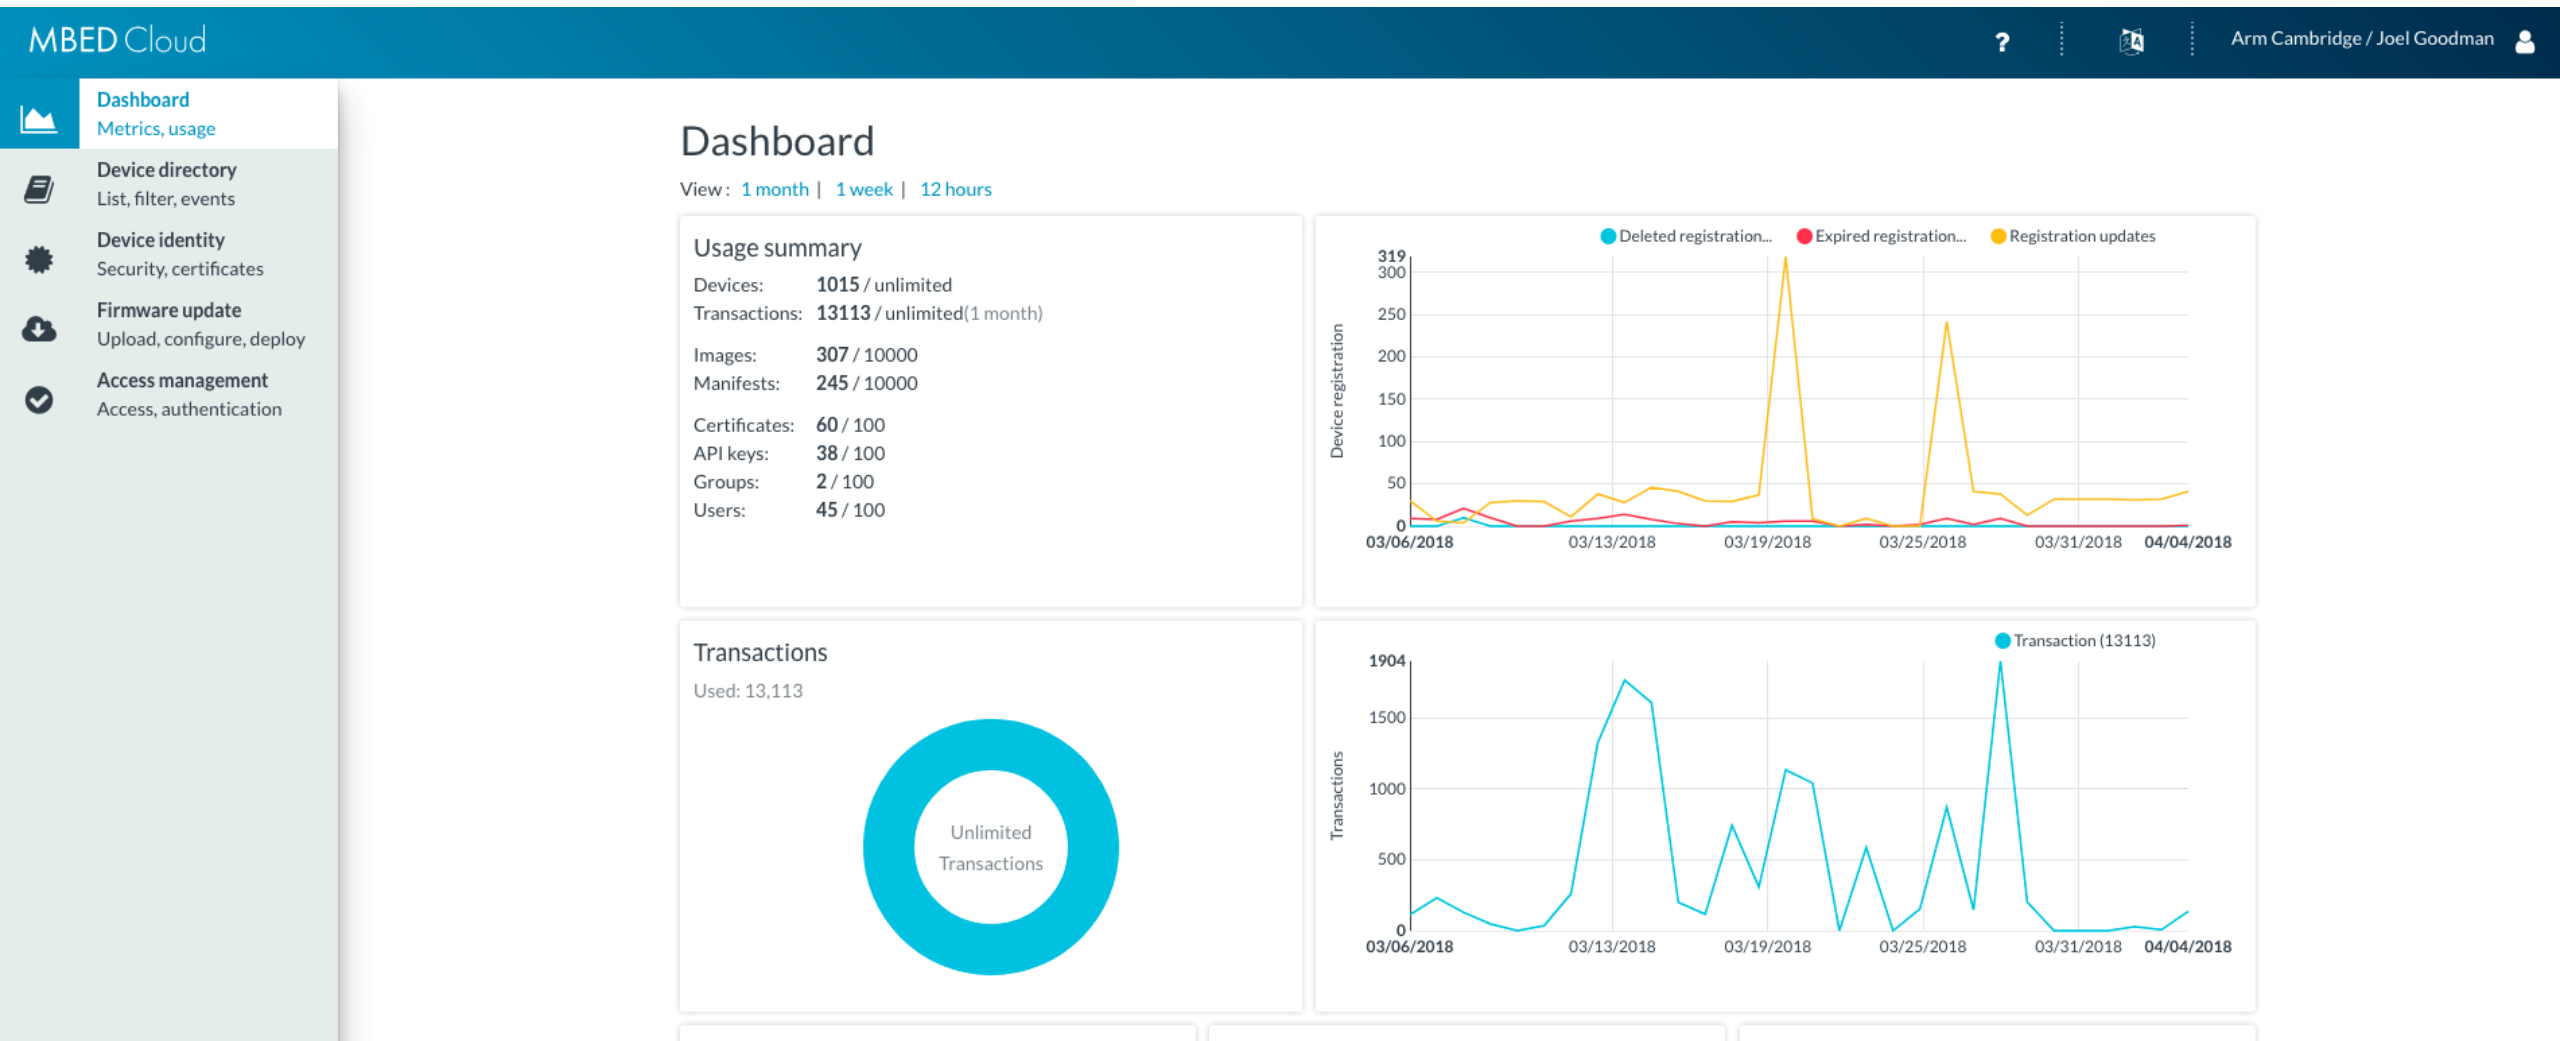 MBED Cloud
?
Arm Cambridge / Joel Goodman
Dashboard
Metrics, usage
Device directory
List, filter, events
Device identity
Security, certificates
Firmware update
Upload, configure, deploy
Access management
Access, authentication
Dashboard
View : 1 month | 1 week | 12 hours
Usage summary
Devices: 1015 / unlimited
Transactions: 13113 / unlimited(1 month)
Images: 307 / 10000
Manifests: 245 / 10000
Certificates: 60 / 100
API keys: 38 / 100
Groups: 2 / 100
Users: 45 / 100
Deleted registration... Expired registration... Registration updates
Device registration
319
300
250
200
150
100
50
0
03/06/2018 03/13/2018 03/19/2018 03/25/2018 03/31/2018 04/04/2018
Transactions
Used: 13,113
Unlimited
Transactions
Transaction (13113)
Transactions
1904
1500
1000
500
0
03/06/2018 03/13/2018 03/19/2018 03/25/2018 03/31/2018 04/04/2018